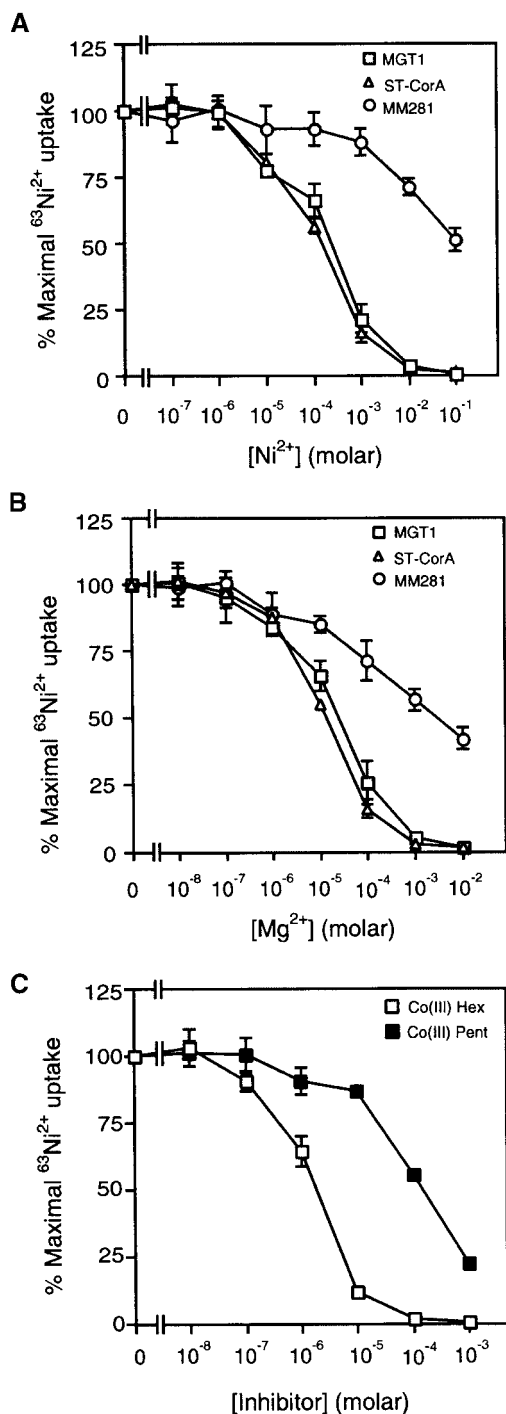 A
125
100
75
50
25
0
% Maximal ⁶³Ni²⁺ uptake
MGT1
ST-CorA
MM281
0 10⁻⁷ 10⁻⁶ 10⁻⁵ 10⁻⁴ 10⁻³ 10⁻² 10⁻¹
[Ni²⁺] (molar)
B
125
100
75
50
25
0
% Maximal ⁶³Ni²⁺ uptake
MGT1
ST-CorA
MM281
0 10⁻⁸ 10⁻⁷ 10⁻⁶ 10⁻⁵ 10⁻⁴ 10⁻³ 10⁻²
[Mg²⁺] (molar)
C
125
100
75
50
25
0
% Maximal ⁶³Ni²⁺ uptake
Co(III) Hex
Co(III) Pent
0 10⁻⁸ 10⁻⁷ 10⁻⁶ 10⁻⁵ 10⁻⁴ 10⁻³
[Inhibitor] (molar)